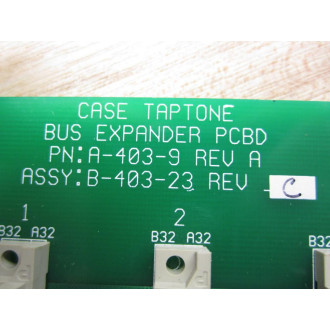 CASE TAPTONE
BUS EXPANDER PCBD
PN:A-403-9 REV A
ASSY:B-403-23 REV C
1 2
B32 A32 B32 A32 B32